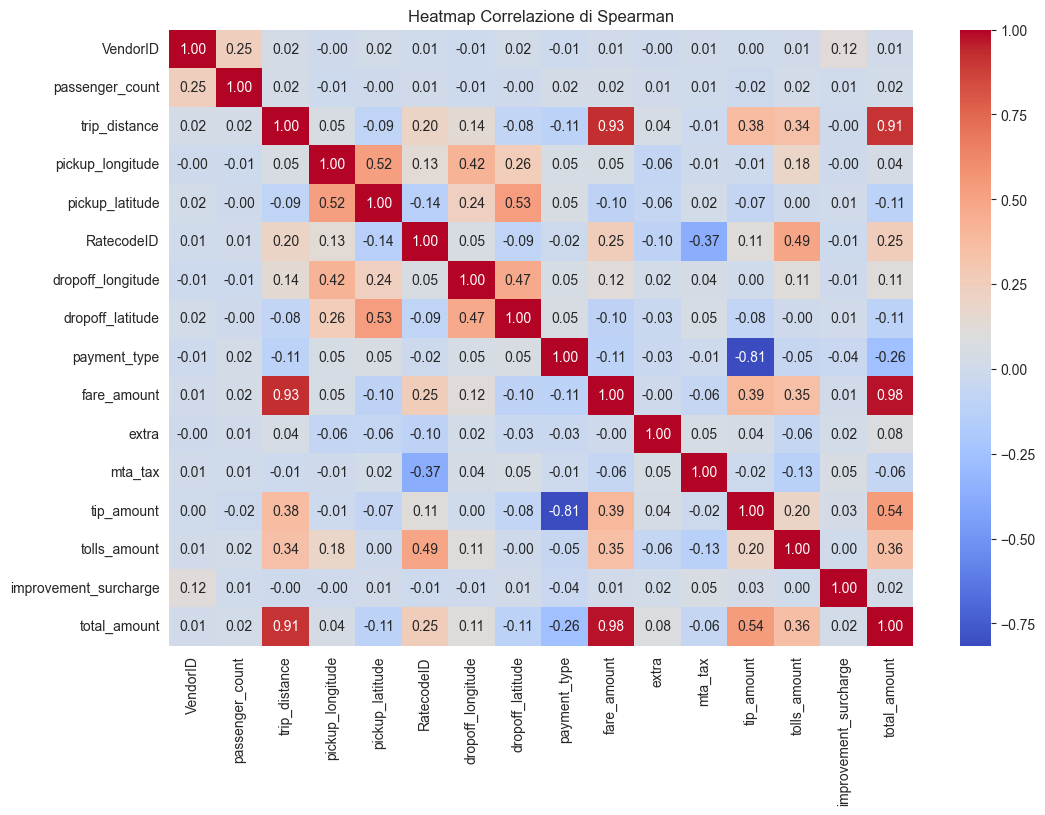 Heatmap Correlazione di Spearman
VendorID 1.00 0.25 0.02 -0.00 0.02 0.01 -0.01 0.02 -0.01 0.01 -0.00 0.01 0.00 0.01 0.12 0.01
passenger_count 0.25 1.00 0.02 -0.01 -0.00 0.01 -0.01 -0.00 0.02 0.02 0.01 0.01 -0.02 0.02 0.01 0.02
trip_distance 0.02 0.02 1.00 0.05 -0.09 0.20 0.14 -0.08 -0.11 0.93 0.04 -0.01 0.38 0.34 -0.00 0.91
pickup_longitude -0.00 -0.01 0.05 1.00 0.52 0.13 0.42 0.26 0.05 0.05 -0.06 -0.01 -0.01 0.18 -0.00 0.04
pickup_latitude 0.02 -0.00 -0.09 0.52 1.00 -0.14 0.24 0.53 0.05 -0.10 -0.06 0.02 -0.07 0.00 0.01 -0.11
RatecodeID 0.01 0.01 0.20 0.13 -0.14 1.00 0.05 -0.09 -0.02 0.25 -0.10 -0.37 0.11 0.49 -0.01 0.25
dropoff_longitude -0.01 -0.01 0.14 0.42 0.24 0.05 1.00 0.47 0.05 0.12 0.02 0.04 0.00 0.11 -0.01 0.11
dropoff_latitude 0.02 -0.00 -0.08 0.26 0.53 -0.09 0.47 1.00 0.05 -0.10 -0.03 0.05 -0.08 -0.00 0.01 -0.11
payment_type -0.01 0.02 -0.11 0.05 0.05 -0.02 0.05 0.05 1.00 -0.11 -0.03 -0.01 -0.81 -0.05 -0.04 -0.26
fare_amount 0.01 0.02 0.93 0.05 -0.10 0.25 0.12 -0.10 -0.11 1.00 -0.00 -0.06 0.39 0.35 0.01 0.98
extra -0.00 0.01 0.04 -0.06 -0.06 -0.10 0.02 -0.03 -0.03 -0.00 1.00 0.05 0.04 -0.06 0.02 0.08
mta_tax 0.01 0.01 -0.01 -0.01 0.02 -0.37 0.04 0.05 -0.01 -0.06 0.05 1.00 -0.02 -0.13 0.05 -0.06
tip_amount 0.00 -0.02 0.38 -0.01 -0.07 0.11 0.00 -0.08 -0.81 0.39 0.04 -0.02 1.00 0.20 0.03 0.54
tolls_amount 0.01 0.02 0.34 0.18 0.00 0.49 0.11 -0.00 -0.05 0.35 -0.06 -0.13 0.20 1.00 0.00 0.36
improvement_surcharge 0.12 0.01 -0.00 -0.00 0.01 -0.01 -0.01 0.01 -0.04 0.01 0.02 0.05 0.03 0.00 1.00 0.02
total_amount 0.01 0.02 0.91 0.04 -0.11 0.25 0.11 -0.11 -0.26 0.98 0.08 -0.06 0.54 0.36 0.02 1.00
VendorID
passenger_count
trip_distance
pickup_longitude
pickup_latitude
RatecodeID
dropoff_longitude
dropoff_latitude
payment_type
fare_amount
extra
mta_tax
tip_amount
tolls_amount
improvement_surcharge
total_amount
1.00
0.75
0.50
0.25
0.00
−0.25
−0.50
−0.75